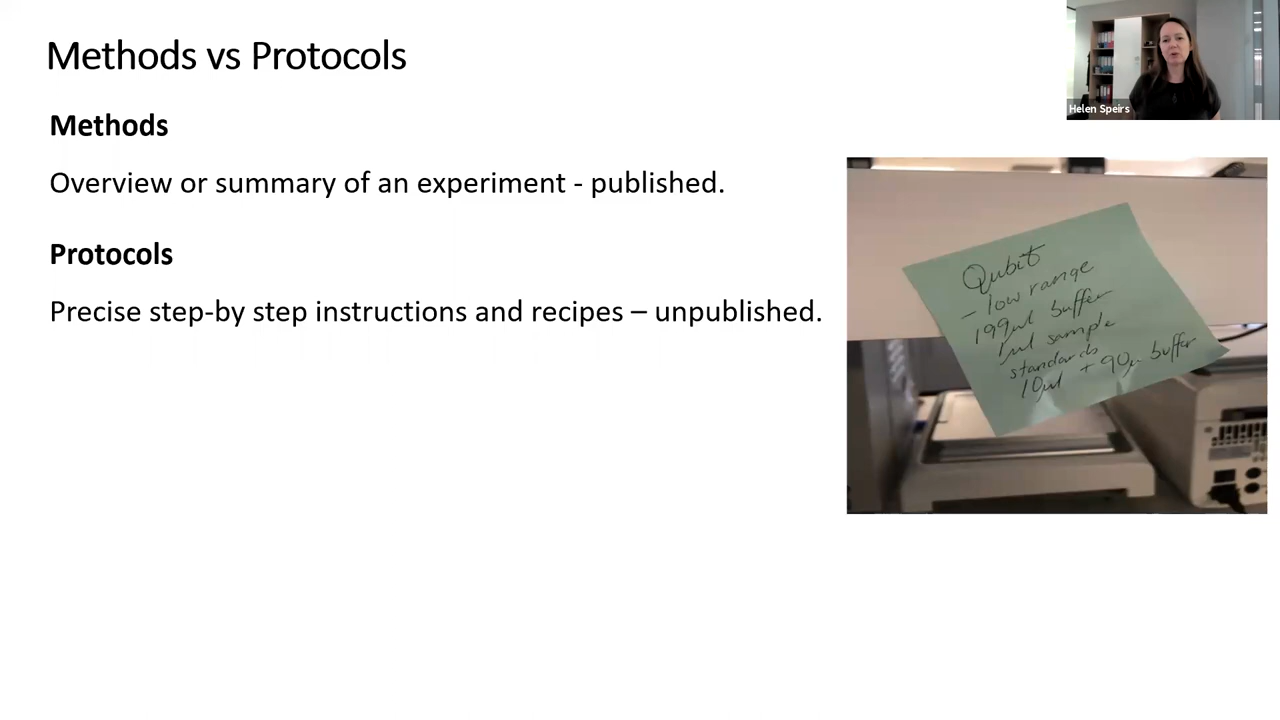 Methods vs Protocols
Methods
Overview or summary of an experiment - published.
Protocols
Precise step-by step instructions and recipes – unpublished.
Helen Speirs
Qubit
- low range
199ul buffer
1ul sample
standards
10ul + 90u buffer